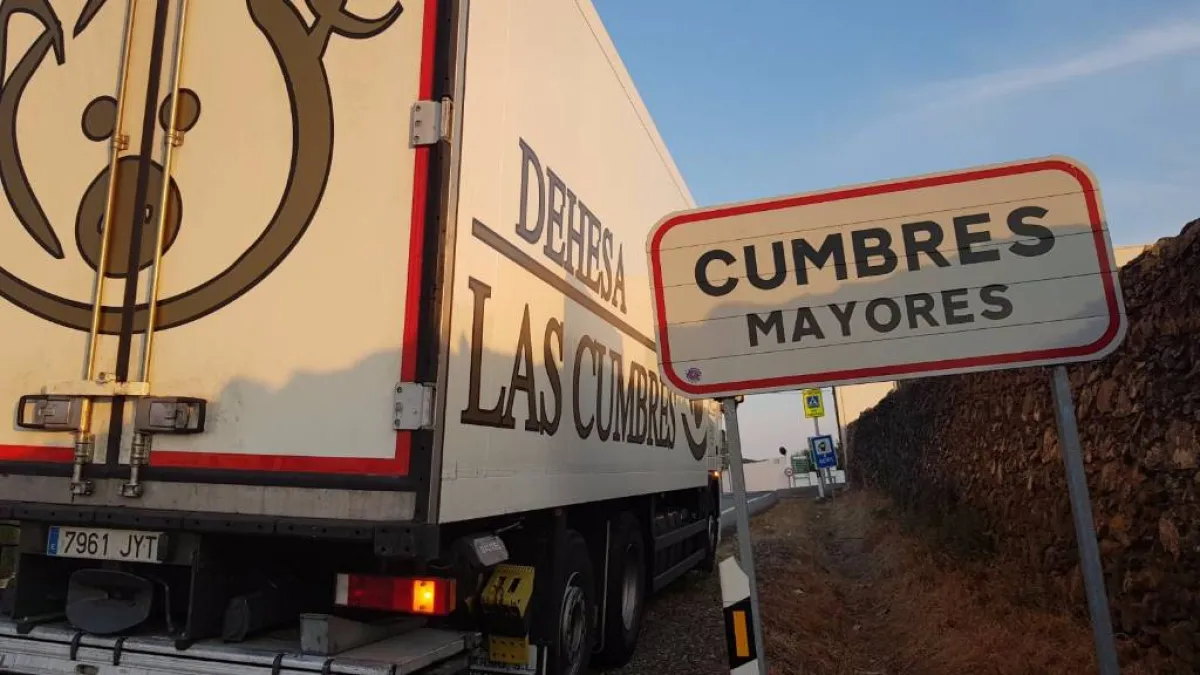 DEHESA
LAS CUMBRES
CUMBRES
MAYORES
7961 JYT